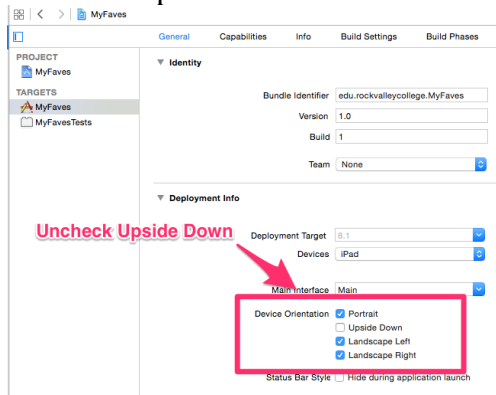 MyFaves
General Capabilities Info Build Settings Build Phases
PROJECT
MyFaves
TARGETS
MyFaves
MyFavesTests
Identity
Bundle Identifier edu.rockvalleycollege.MyFaves
Version 1.0
Build 1
Team None
Deployment Info
Uncheck Upside Down
Deployment Target 8.1
Devices iPad
Main Interface Main
Device Orientation Portrait
Upside Down
Landscape Left
Landscape Right
Status Bar Style Hide during application launch